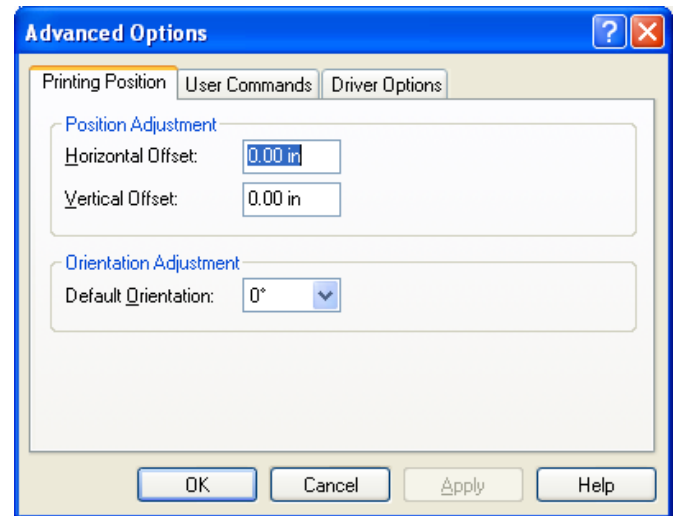 Advanced Options
Printing Position User Commands Driver Options
Position Adjustment
Horizontal Offset: 0.00 in
Vertical Offset: 0.00 in
Orientation Adjustment
Default Orientation: 0°
OK Cancel Apply Help